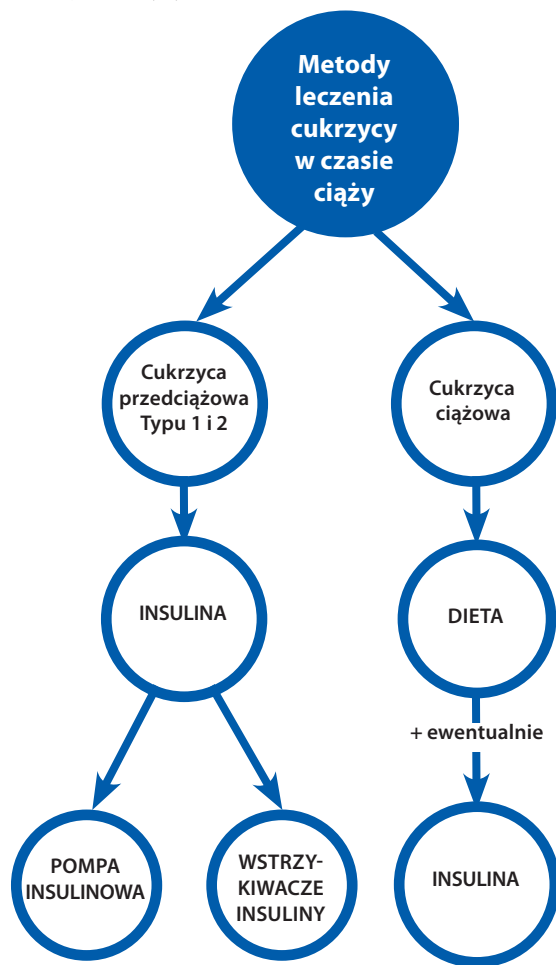 Metody
leczenia
cukrzycy
w czasie
ciąży
Cukrzyca
przedciążowa
Typu 1 i 2
Cukrzyca
ciążowa
INSULINA
DIETA
+ ewentualnie
POMPA
INSULINOWA
WSTRZY-
KIWACZE
INSULINY
INSULINA